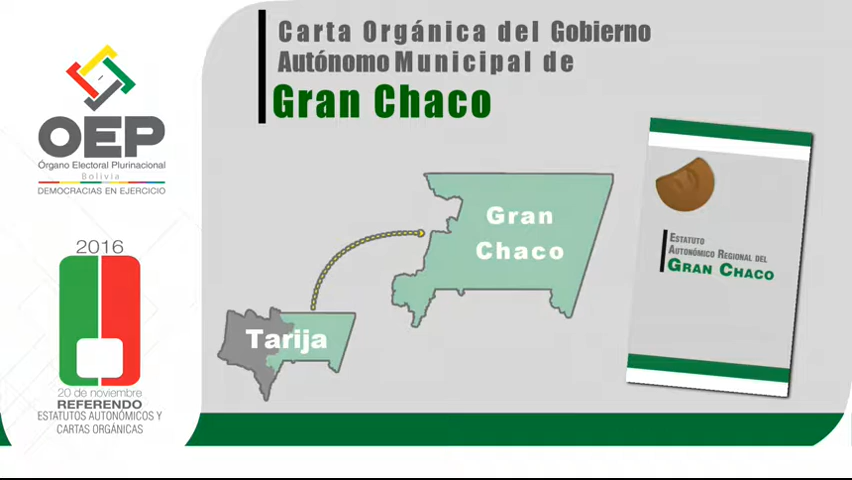 Carta Orgánica del Gobierno
Autónomo Municipal de
Gran Chaco
OEP
Órgano Electoral Plurinacional
Bolivia
DEMOCRACIAS EN EJERCICIO
2016
20 de noviembre
REFERENDO
ESTATUTOS AUTONÓMICOS Y
CARTAS ORGÁNICAS
Gran
Chaco
Tarija
ESTATUTO
AUTONÓMICO REGIONAL DEL
GRAN CHACO